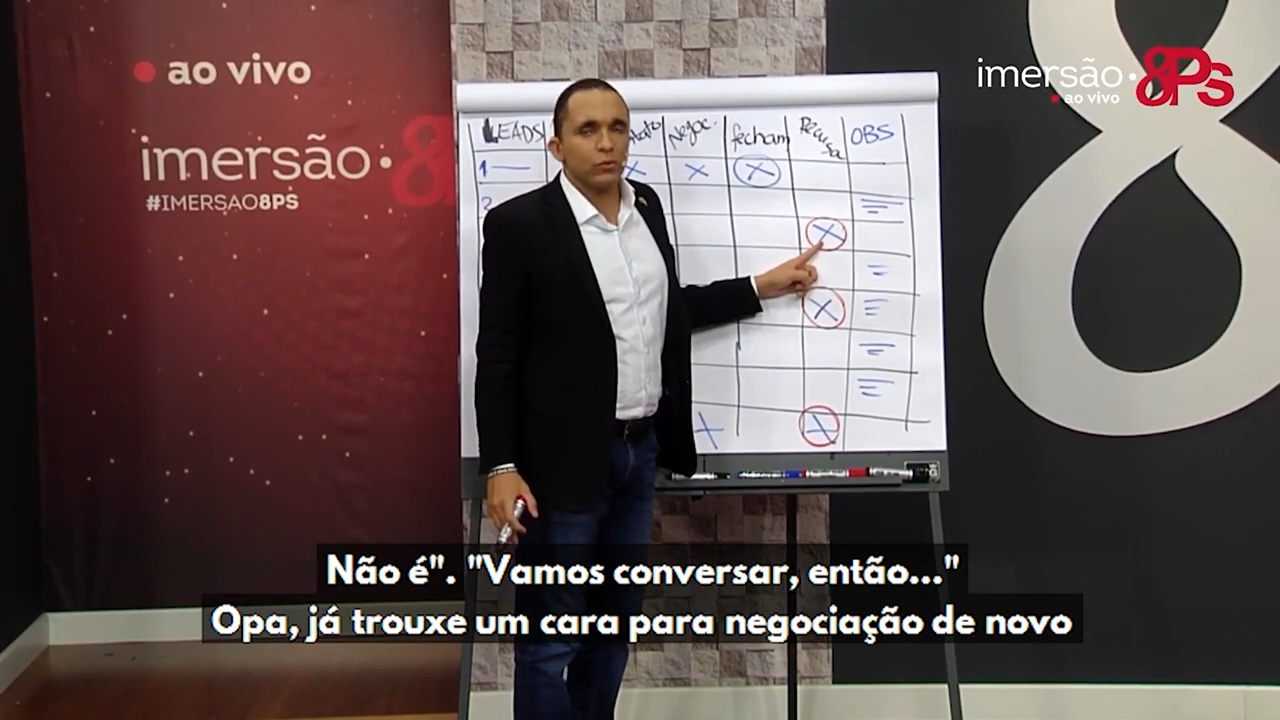 ao vivo
imersão
#IMERSAO8PS
imersão 8Ps
ao vivo
LEADS
Negoc.
fecham
Recusa
OBS
1
2
Não é". "Vamos conversar, então..."
Opa, já trouxe um cara para negociação de novo